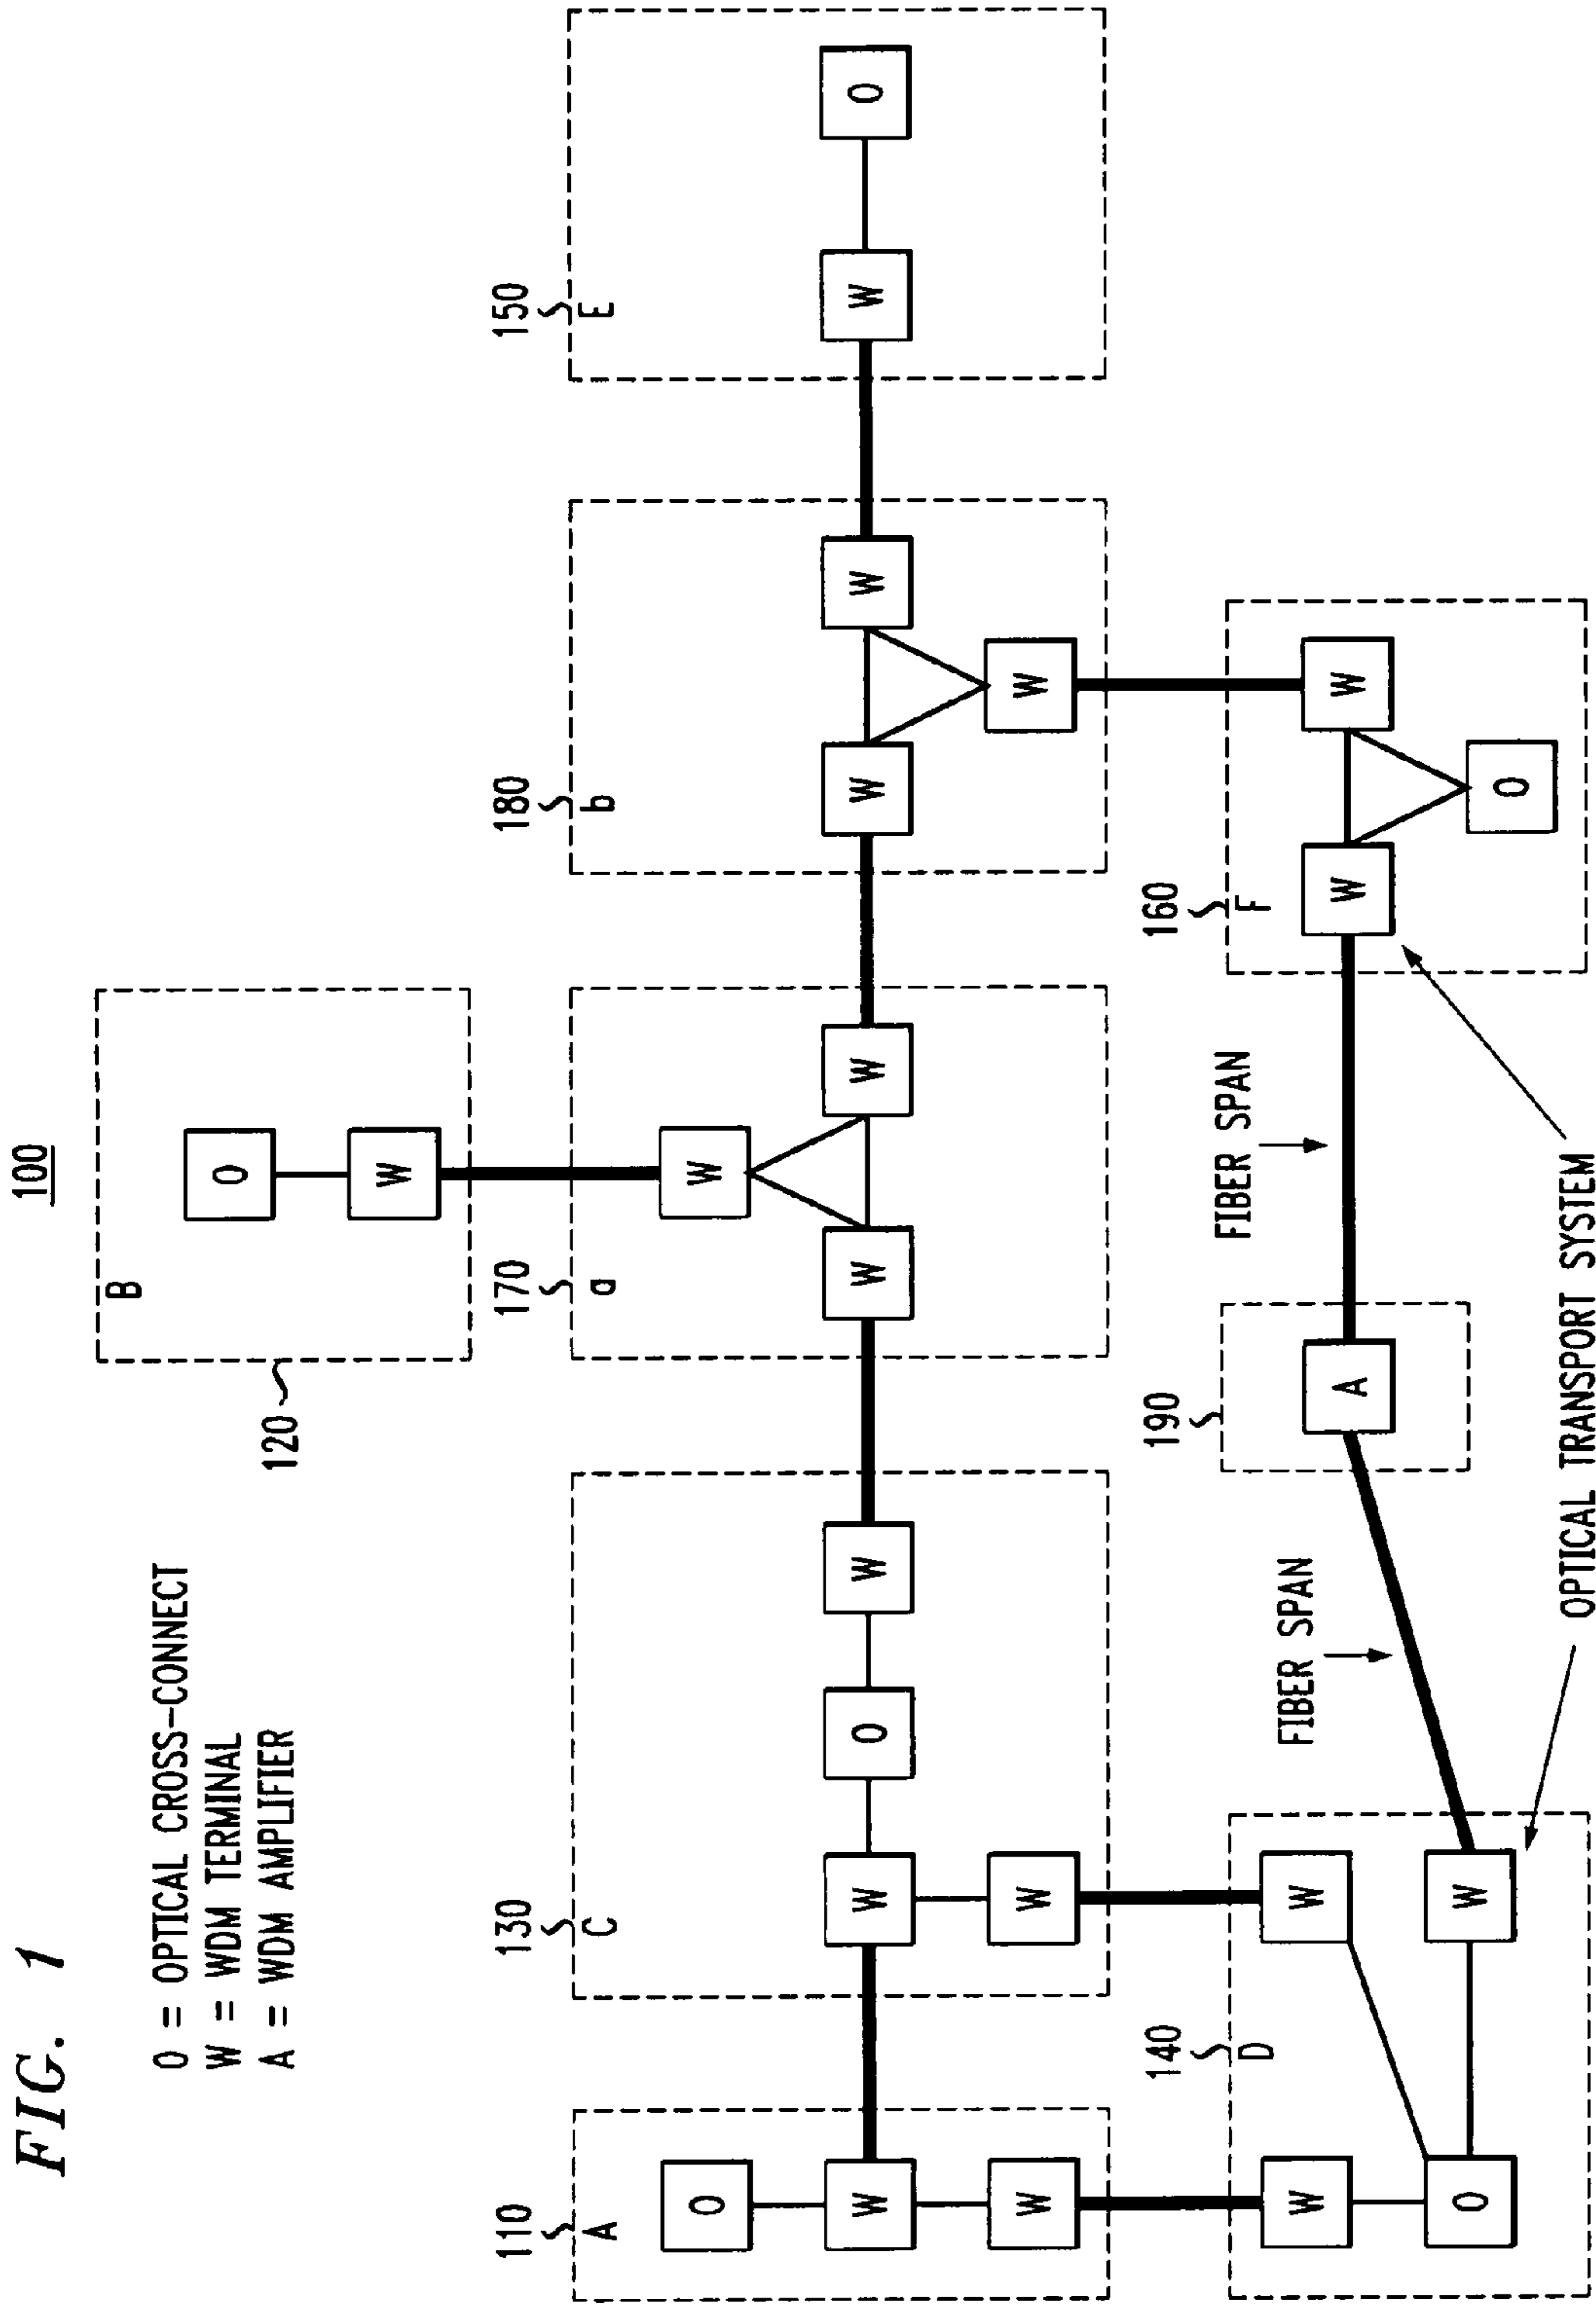 FIG. 1
100
O = OPTICAL CROSS-CONNECT
W = WDM TERMINAL
A = WDM AMPLIFIER
120
B
O
W
110
A
O
W
W
130
C
W
O
W
W
170
a
W
W
W
180
b
W
W
W
150
E
W
O
140
D
W
W
O
W
FIBER SPAN
190
A
FIBER SPAN
160
F
W
W
O
OPTICAL TRANSPORT SYSTEM